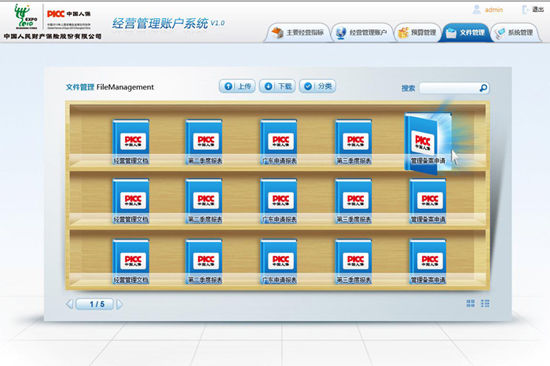 EXPO
PICC 中国人保
admin
退出
经营管理账户系统 V1.0
中国人民财产保险股份有限公司
主要经营指标 经营管理账户 预算管理 文件管理 系统管理
文件管理 FileManagement
上传 下载 分类
搜索
PICC 中国人保 PICC 中国人保 PICC 中国人保 PICC 中国人保 PICC 中国人保
经营管理文档 第二季度报表 广东申请报表 第三季度报表 管理备案申请
PICC 中国人保 PICC 中国人保 PICC 中国人保 PICC 中国人保 PICC 中国人保
经营管理文档 第二季度报表 广东申请报表 第三季度报表 管理备案申请
PICC 中国人保 PICC 中国人保 PICC 中国人保 PICC 中国人保 PICC 中国人保
经营管理文档 第二季度报表 广东申请报表 第三季度报表 管理备案申请
1 / 5